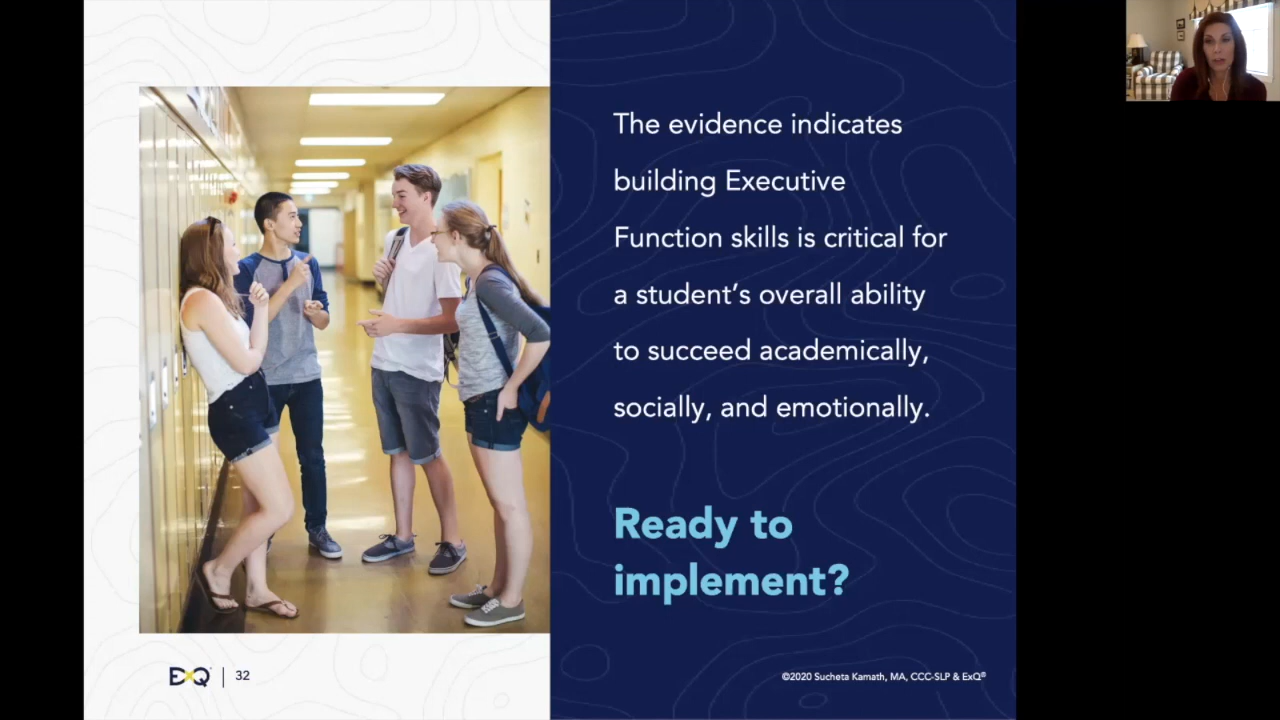 The evidence indicates
building Executive
Function skills is critical for
a student’s overall ability
to succeed academically,
socially, and emotionally.
Ready to
implement?
ExQ® | 32
©2020 Sucheta Kamath, MA, CCC-SLP & ExQ®